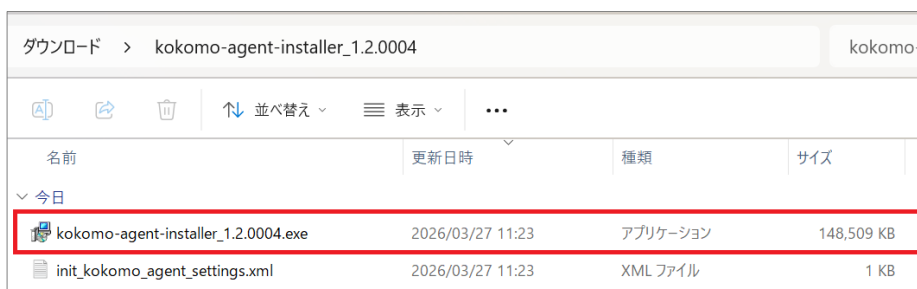 ダウンロード > kokomo-agent-installer_1.2.0004 kokomo-
並べ替え 表示
名前 更新日時 種類 サイズ
今日
kokomo-agent-installer_1.2.0004.exe 2026/03/27 11:23 アプリケーション 148,509 KB
init_kokomo_agent_settings.xml 2026/03/27 11:23 XML ファイル 1 KB